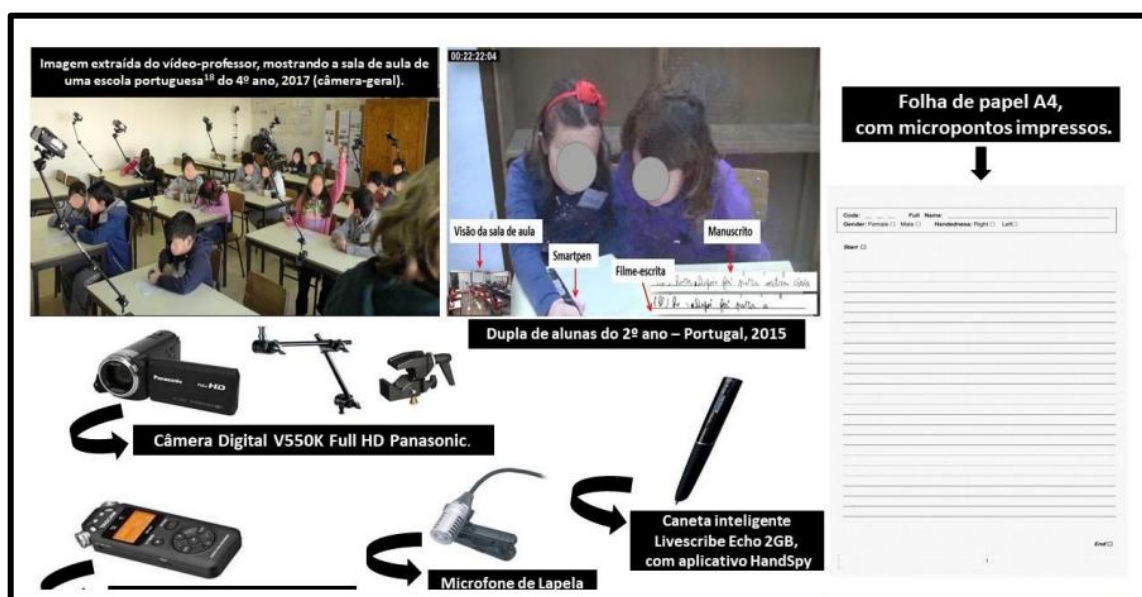 Imagem extraída do vídeo-professor, mostrando a sala de aula de
uma escola portuguesa¹⁸ do 4º ano, 2017 (câmera-geral).
00:22:22:04
Visão da sala de aula
Smartpen
Manuscrito
Filme-escrita
Dupla de alunas do 2º ano – Portugal, 2015
Folha de papel A4,
com micropontos impressos.
Code: __ __ __ Full Name:
Gender: Female □ Male □ Handedness: Right □ Left □
Start □
End □
1
Panasonic
Full HD
Câmera Digital V550K Full HD Panasonic.
Caneta inteligente
Livescribe Echo 2GB,
com aplicativo HandSpy
Microfone de Lapela